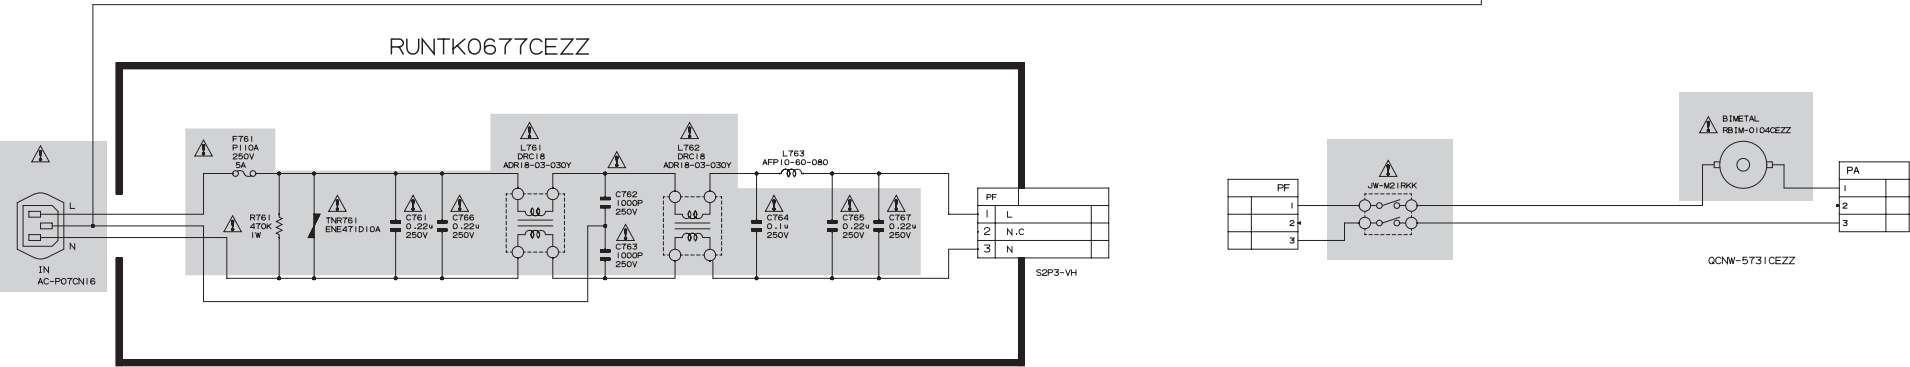 RUNTK0677CEZZ
IN
AC-P07CN16
L
N
F761
P110A
250V
5A
R761
470K
1W
TNR761
ENE471D10A
C761
0.22u
250V
C766
0.22u
250V
L761
DRC18
ADR18-03-030Y
C762
1000P
250V
C763
1000P
250V
L762
DRC18
ADR18-03-030Y
L763
AFP10-60-080
C764
0.1u
250V
C765
0.22u
250V
C767
0.22u
250V
PF
1 L
2 N.C
3 N
S2P3-VH
PF
1
2
3
JW-M21RKK
BIMETAL
RBIM-0104CEZZ
PA
1
2
3
QCNW-5731CEZZ